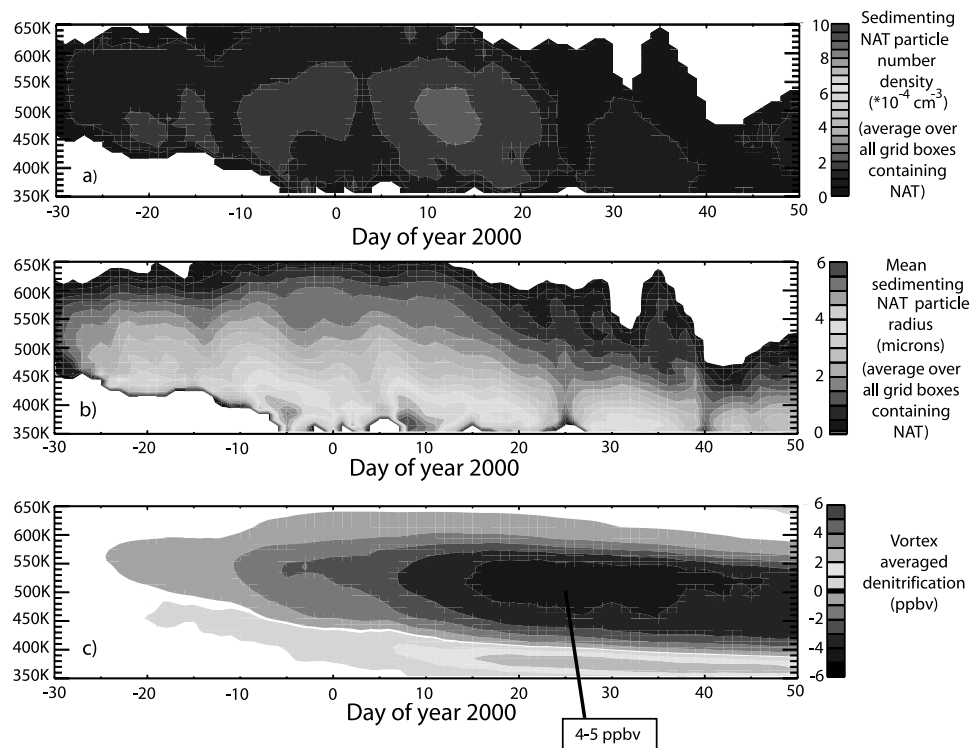 650K
600K
550K
500K
450K
400K
350K
a)
-30 -20 -10 0 10 20 30 40 50
Day of year 2000
10
8
6
4
2
0
Sedimenting
NAT particle
number
density
(*10⁻⁴ cm⁻³)
(average over
all grid boxes
containing
NAT)
650K
600K
550K
500K
450K
400K
350K
b)
-30 -20 -10 0 10 20 30 40 50
Day of year 2000
6
4
2
0
Mean
sedimenting
NAT particle
radius
(microns)
(average over
all grid boxes
containing
NAT)
650K
600K
550K
500K
450K
400K
350K
c)
-30 -20 -10 0 10 20 30 40 50
Day of year 2000
6
4
2
0
-2
-4
-6
Vortex
averaged
denitrification
(ppbv)
4-5 ppbv